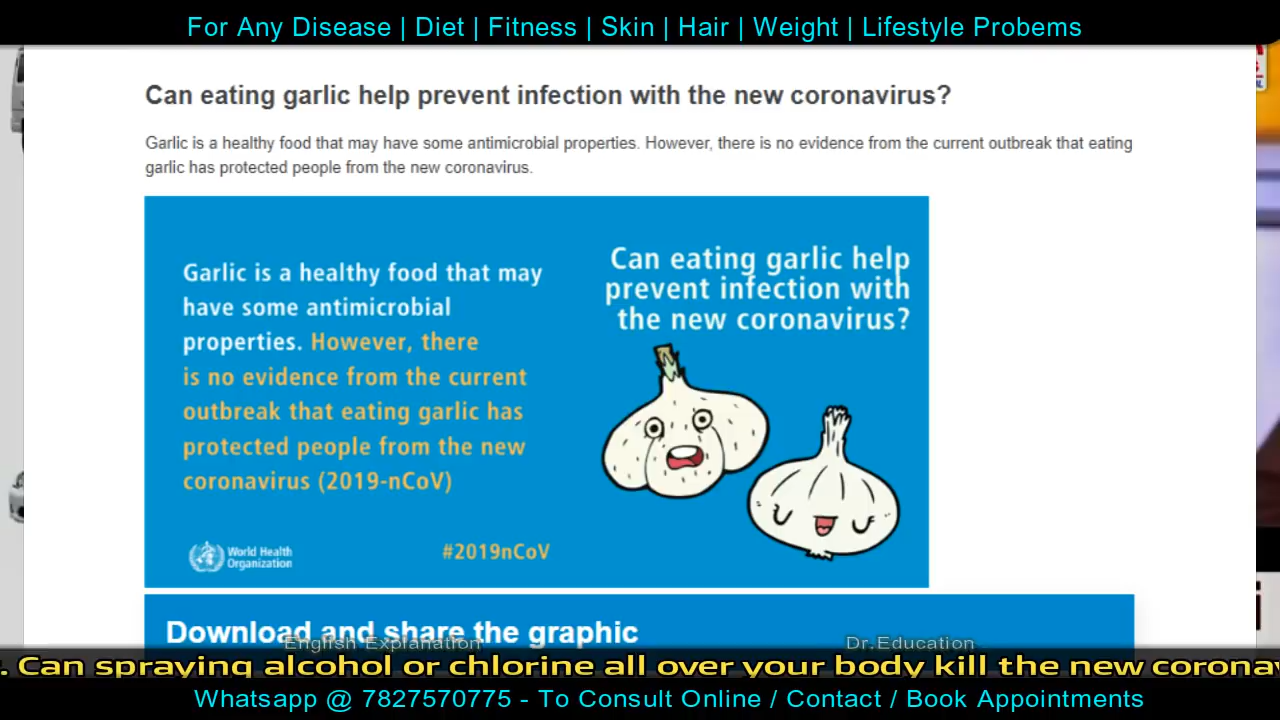 For Any Disease | Diet | Fitness | Skin | Hair | Weight | Lifestyle Probems
Can eating garlic help prevent infection with the new coronavirus?
Garlic is a healthy food that may have some antimicrobial properties. However, there is no evidence from the current outbreak that eating
garlic has protected people from the new coronavirus.
Can eating garlic help
prevent infection with
the new coronavirus?
Garlic is a healthy food that may
have some antimicrobial
properties. However, there
is no evidence from the current
outbreak that eating garlic has
protected people from the new
coronavirus (2019-nCoV)
World Health
Organization
#2019nCoV
Download and share the graphic
English Explanation
Dr.Education
. Can spraying alcohol or chlorine all over your body kill the new
Whatsapp @ 7827570775 - To Consult Online / Contact / Book Appointments